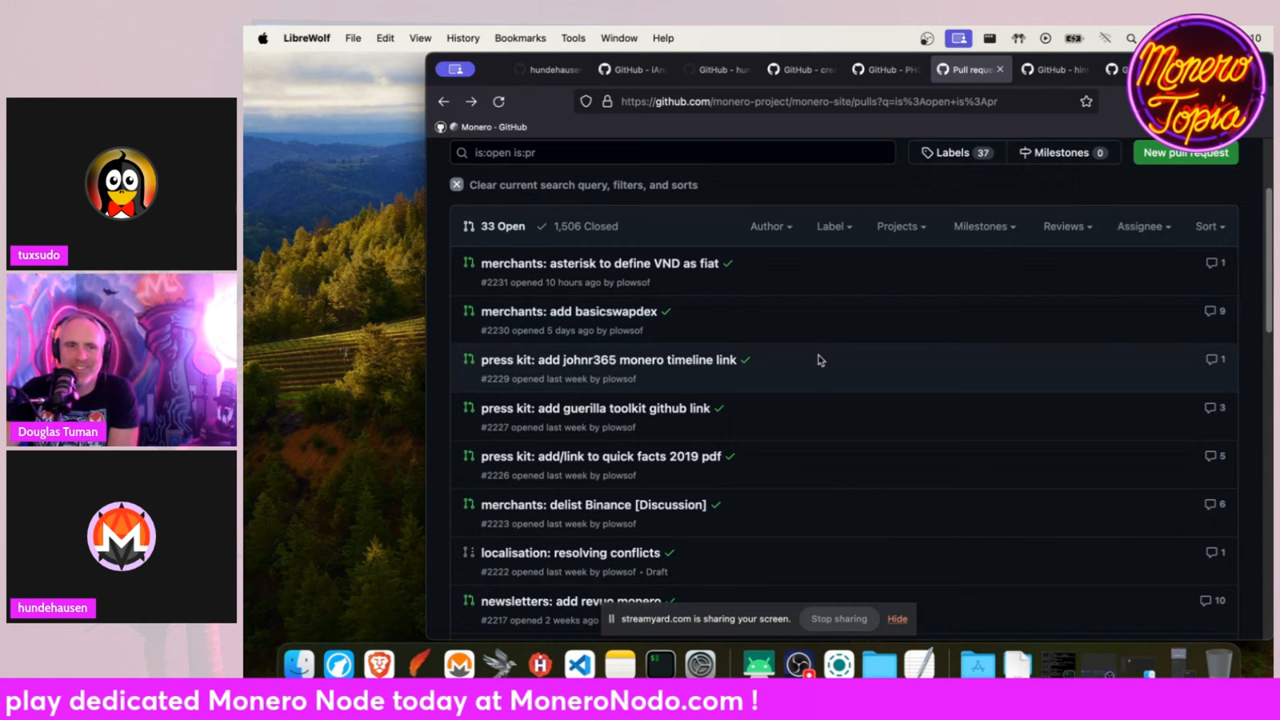 LibreWolf File Edit View History Bookmarks Tools Window Help
10
hundehause GitHub - iAn GitHub - hun GitHub - cre GitHub - PH Pull requ GitHub - him
https://github.com/monero-project/monero-site/pulls?q=is%3Aopen+is%3Apr
Monero · GitHub
Monero
Topia
is:open is:pr
Labels 37
Milestones 0
New pull request
Clear current search query, filters, and sorts
33 Open
1,506 Closed
Author Label Projects Milestones Reviews Assignee Sort
merchants: asterisk to define VND as fiat
1
#2231 opened 10 hours ago by plowsof
merchants: add basicswapdex
9
#2230 opened 5 days ago by plowsof
press kit: add johnr365 monero timeline link
1
#2229 opened last week by plowsof
press kit: add guerilla toolkit github link
3
#2227 opened last week by plowsof
press kit: add/link to quick facts 2019 pdf
5
#2226 opened last week by plowsof
merchants: delist Binance [Discussion]
6
#2223 opened last week by plowsof
localisation: resolving conflicts
1
#2222 opened last week by plowsof • Draft
newsletters: add revuo monero
10
#2217 opened 2 weeks ago
streamyard.com is sharing your screen.
Stop sharing
Hide
tuxsudo
Douglas Tuman
hundehausen
play dedicated Monero Node today at MoneroNodo.com !